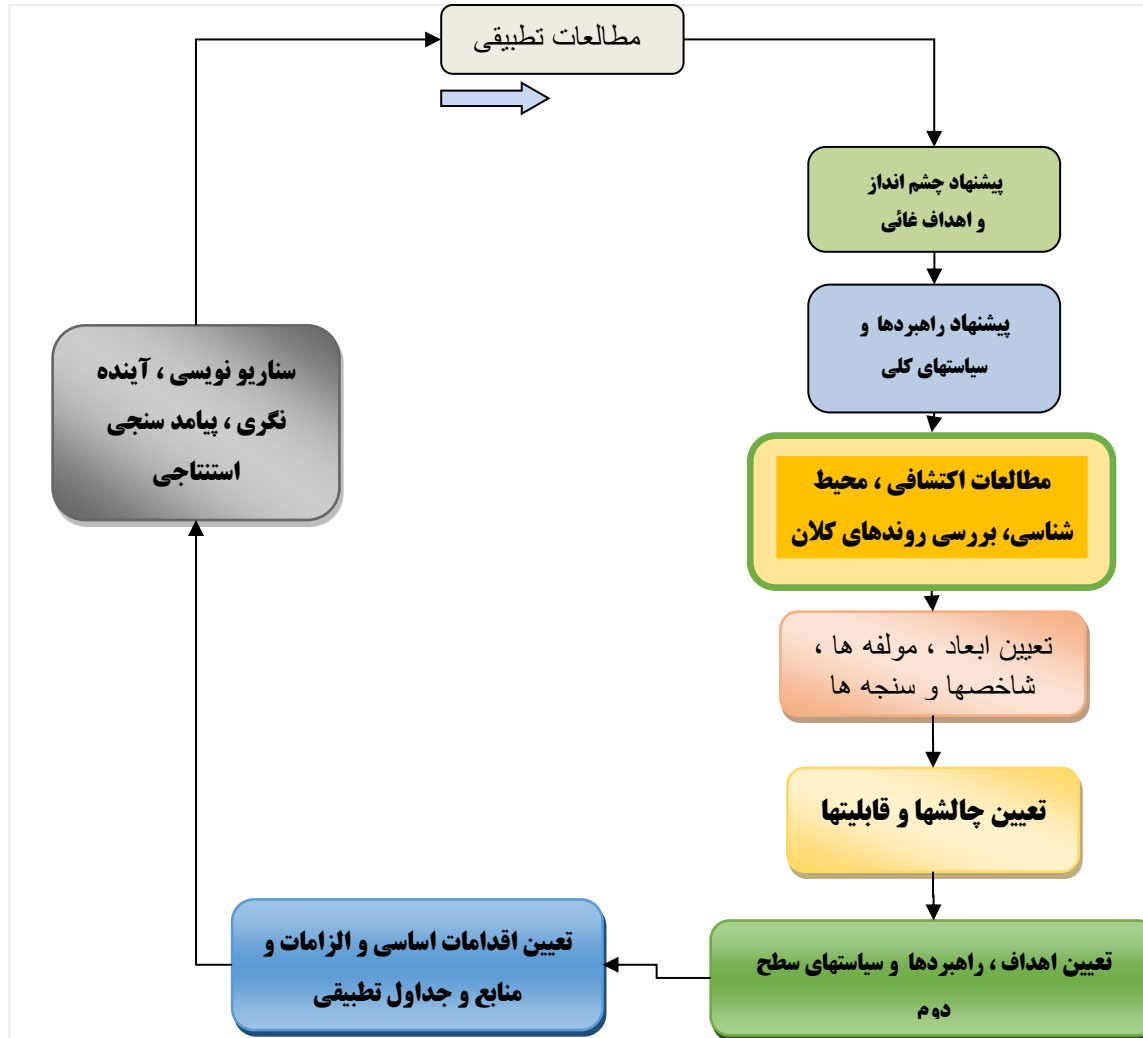 مطالعات تطبیقی
پیشنهاد چشم انداز
و اهداف غائی
پیشنهاد راهبردها و
سیاستهای کلی
مطالعات اکتشافی ، محیط
شناسی، بررسی روندهای کلان
تعیین ابعاد ، مولفه ها ،
شاخصها و سنجه ها
تعیین چالشها و قابلیتها
تعیین اهداف ، راهبردها و سیاستهای سطح
دوم
تعیین اقدامات اساسی و الزامات و
منابع و جداول تطبیقی
سناریو نویسی ، آینده
نگری ، پیامد سنجی
استنتاجی